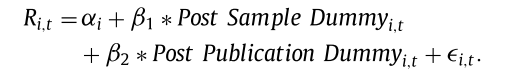 R_{i,t} = α_i + β_1 ∗ Post Sample Dummy_{i,t}
+ β_2 ∗ Post Publication Dummy_{i,t} + ϵ_{i,t}.